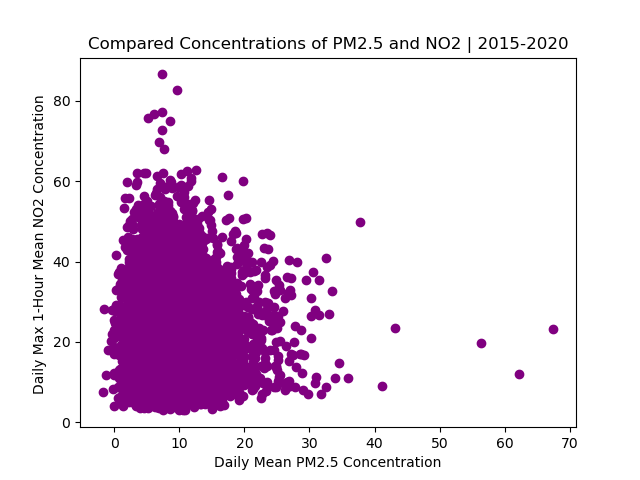 Compared Concentrations of PM2.5 and NO2 | 2015-2020
Daily Max 1-Hour Mean NO2 Concentration
80
60
40
20
0
0 10 20 30 40 50 60 70
Daily Mean PM2.5 Concentration